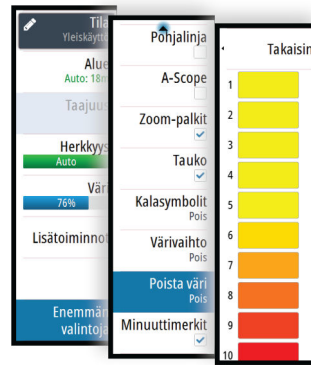 Tila
Yleiskäyttö
Alue
Auto: 18m
Taajuus
Herkkyys
Auto
Väri
76%
Lisätoiminnot
Enemmän
valintoja
Pohjalinja
A-Scope
Zoom-palkit
Tauko
Kalasymbolit
Pois
Värivaihto
Pois
Poista väri
Pois
Minuuttimerkit
Takaisin
1
2
3
4
5
6
7
8
9
10